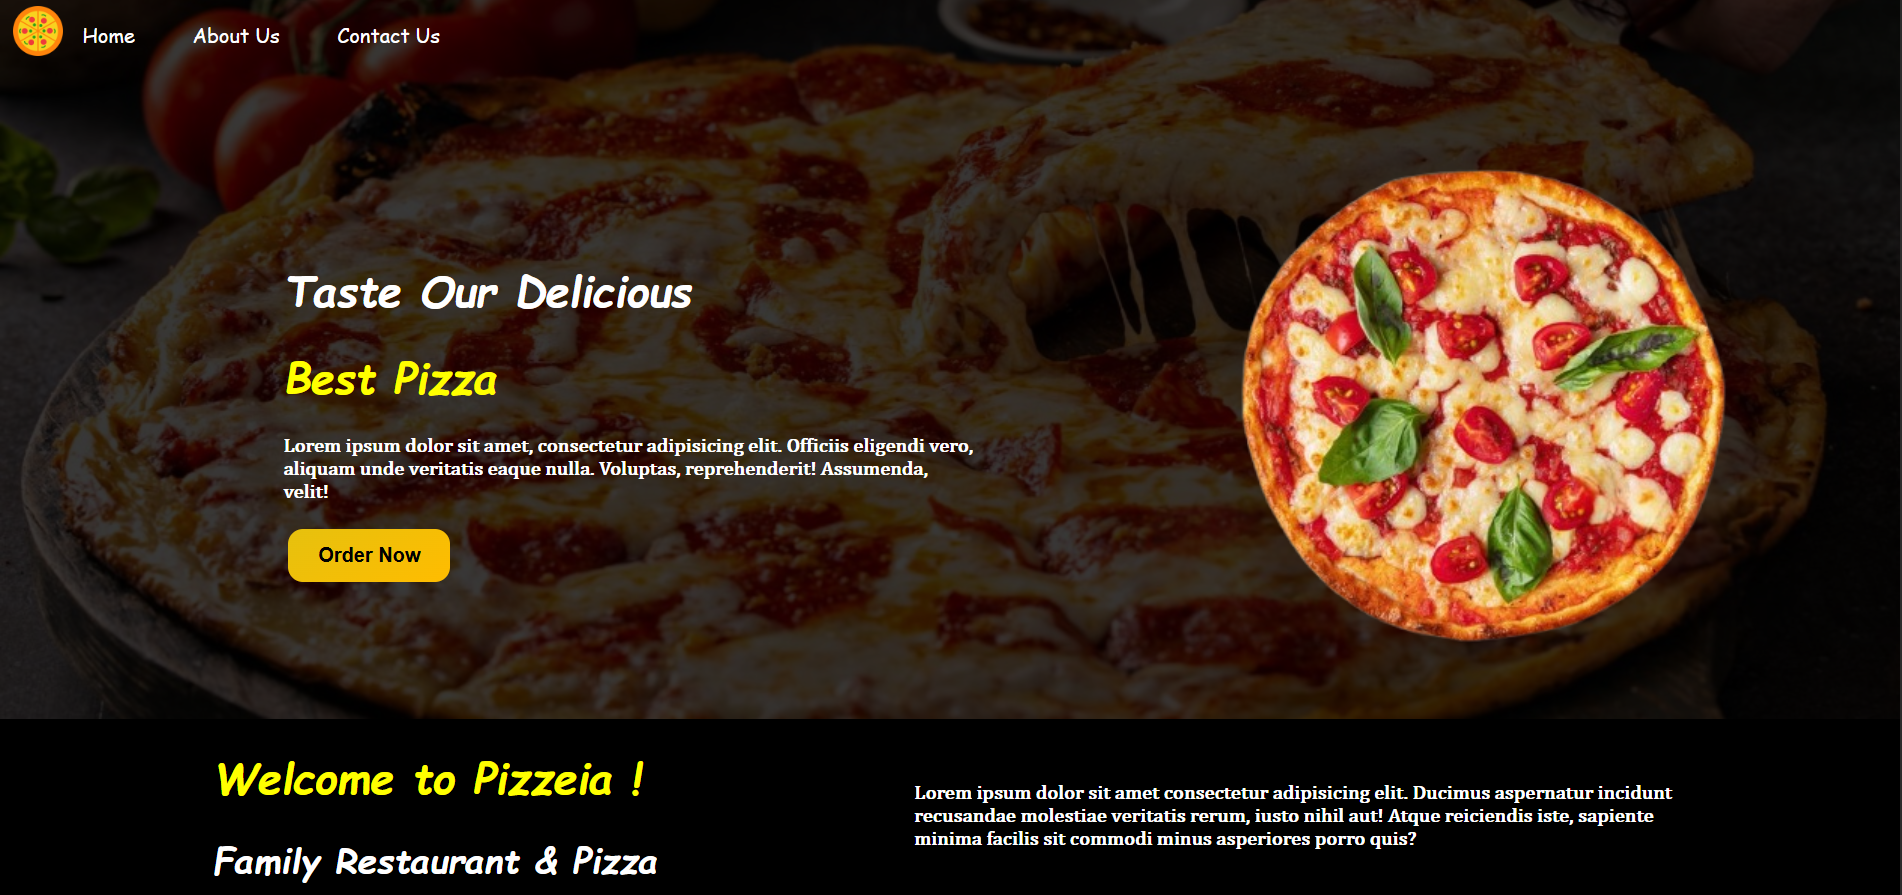 Home
About Us
Contact Us
Taste Our Delicious
Best Pizza
Lorem ipsum dolor sit amet, consectetur adipisicing elit. Officiis eligendi vero,
aliquam unde veritatis eaque nulla. Voluptas, reprehenderit! Assumenda,
velit!
Order Now
Welcome to Pizzeia !
Family Restaurant & Pizza
Lorem ipsum dolor sit amet consectetur adipisicing elit. Ducimus aspernatur incidunt
recusandae molestiae veritatis rerum, iusto nihil aut! Atque reiciendis iste, sapiente
minima facilis sit commodi minus asperiores porro quis?